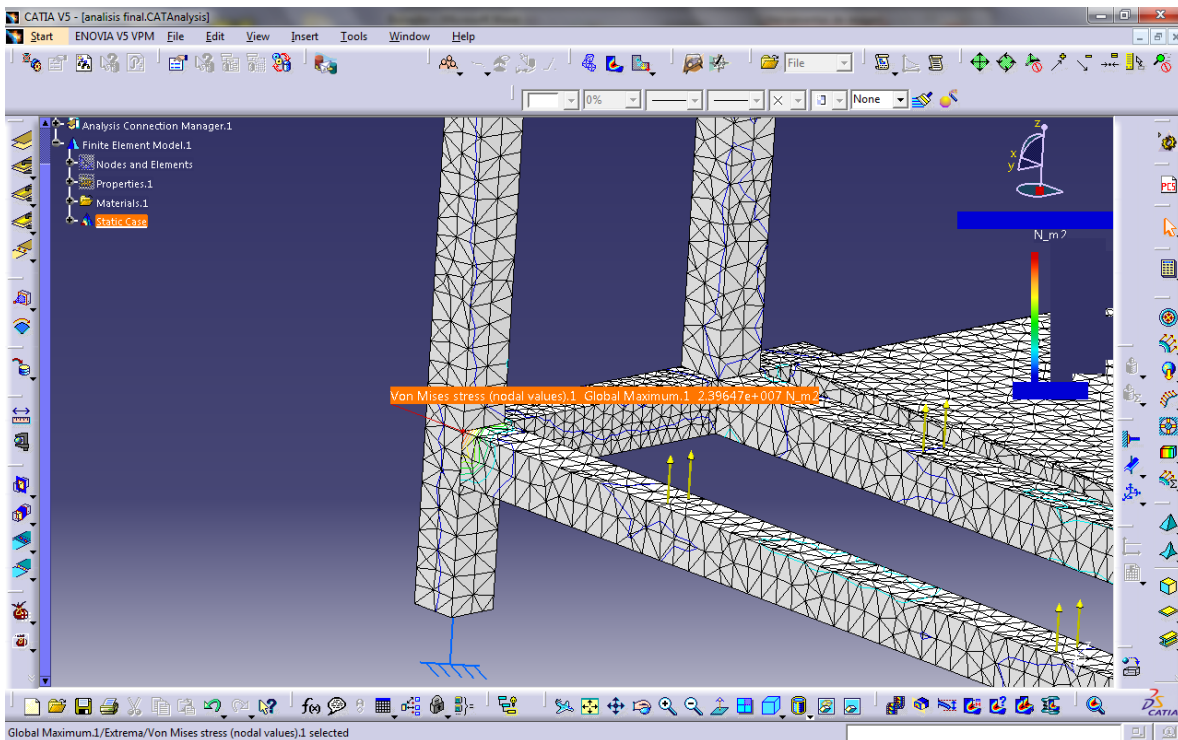 CATIA V5 - [analisis final.CATAnalysis]
Start ENOVIA V5 VPM File Edit View Insert Tools Window Help
File
0% None
Analysis Connection Manager.1
Finite Element Model.1
Nodes and Elements
Properties.1
Materials.1
Static Case
z
x
y
N_m2
PCS
Von Mises stress (nodal values).1 Global Maximum.1 2.39647e+007 N_m2
f(x)
CATIA
Global Maximum.1/Extrema/Von Mises stress (nodal values).1 selected